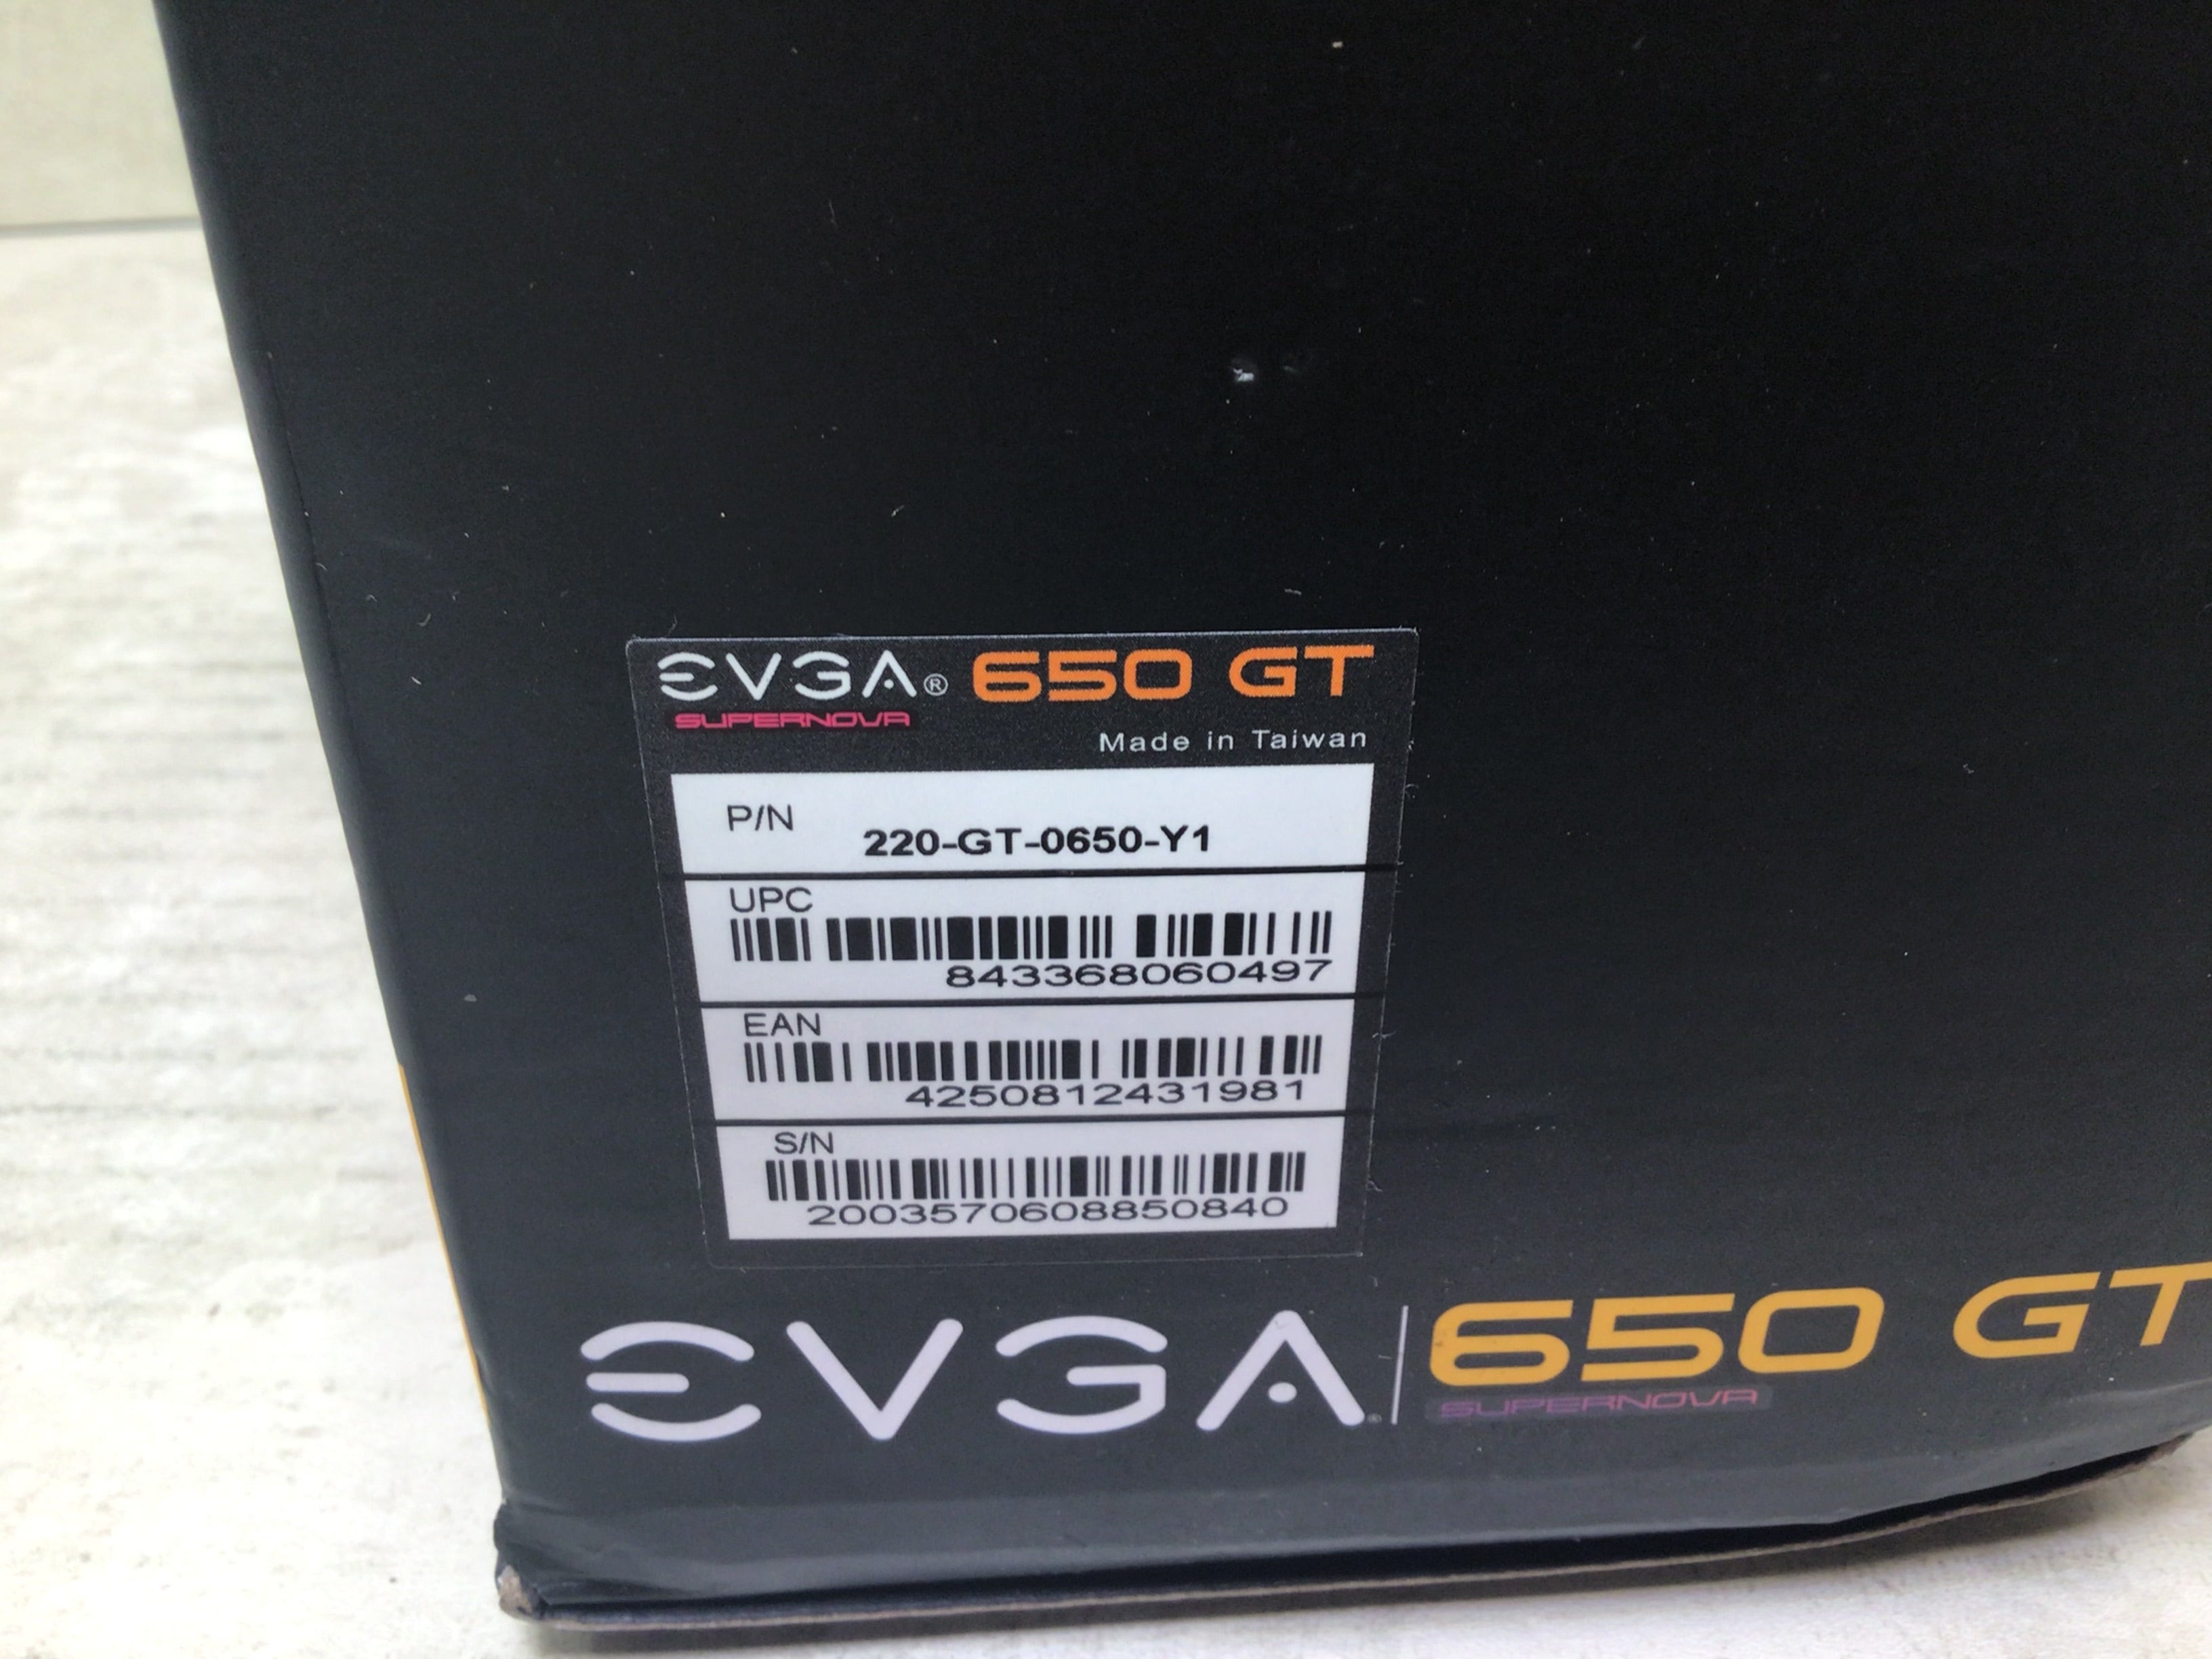 EVGA® 650 GT
SUPERNOVA
Made in Taiwan
P/N
220-GT-0650-Y1
UPC
843368060497
EAN
4250812431981
S/N
2003570608850840
EVGA® | 650 GT
SUPERNOVA